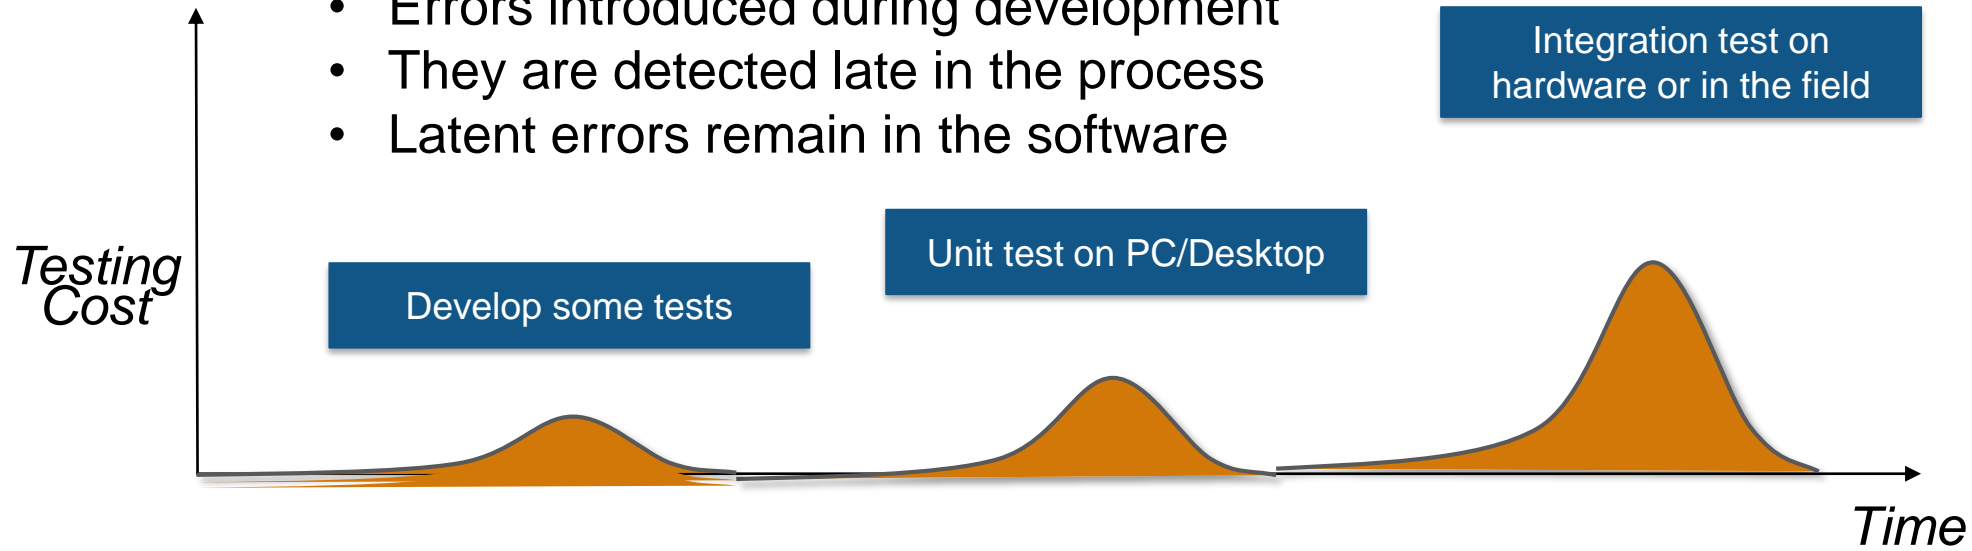 • Errors introduced during development
• They are detected late in the process
• Latent errors remain in the software
Integration test on
hardware or in the field
Unit test on PC/Desktop
Develop some tests
Testing
Cost
Time